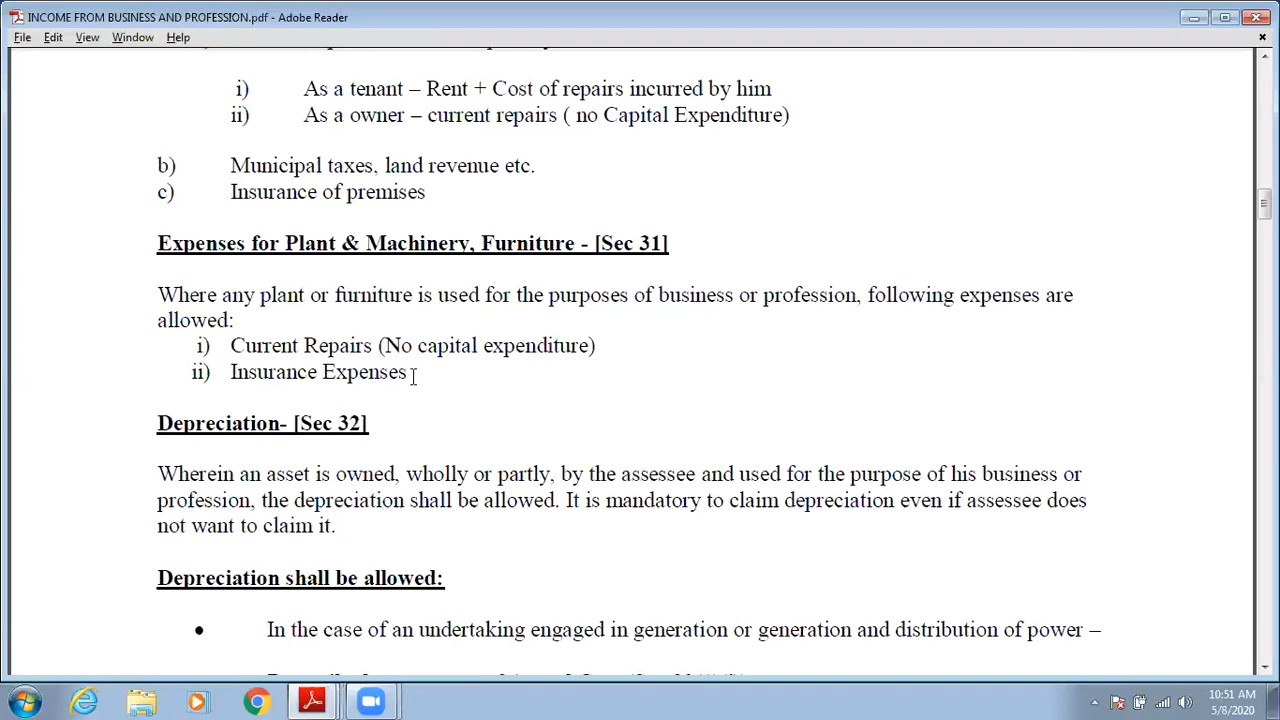 INCOME FROM BUSINESS AND PROFESSION.pdf - Adobe Reader
File Edit View Window Help
i) As a tenant – Rent + Cost of repairs incurred by him
ii) As a owner – current repairs ( no Capital Expenditure)
b) Municipal taxes, land revenue etc.
c) Insurance of premises
Expenses for Plant & Machinery, Furniture - [Sec 31]
Where any plant or furniture is used for the purposes of business or profession, following expenses are
allowed:
i) Current Repairs (No capital expenditure)
ii) Insurance Expenses
Depreciation- [Sec 32]
Wherein an asset is owned, wholly or partly, by the assessee and used for the purpose of his business or
profession, the depreciation shall be allowed. It is mandatory to claim depreciation even if assessee does
not want to claim it.
Depreciation shall be allowed:
• In the case of an undertaking engaged in generation or generation and distribution of power –
10:51 AM
5/8/2020